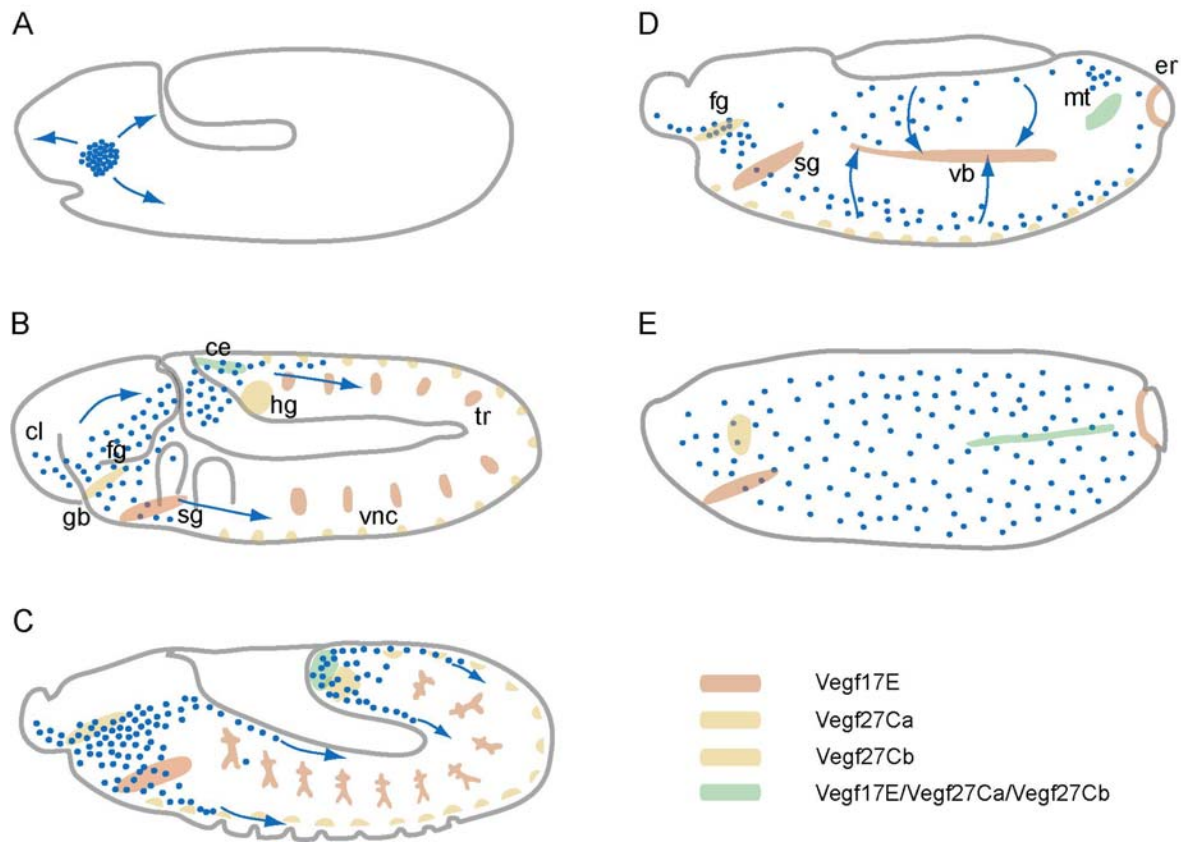 A
B
ce
hg
tr
cl
fg
gb
sg
vnc
C
D
er
mt
fg
sg
vb
E
Vegf17E
Vegf27Ca
Vegf27Cb
Vegf17E/Vegf27Ca/Vegf27Cb